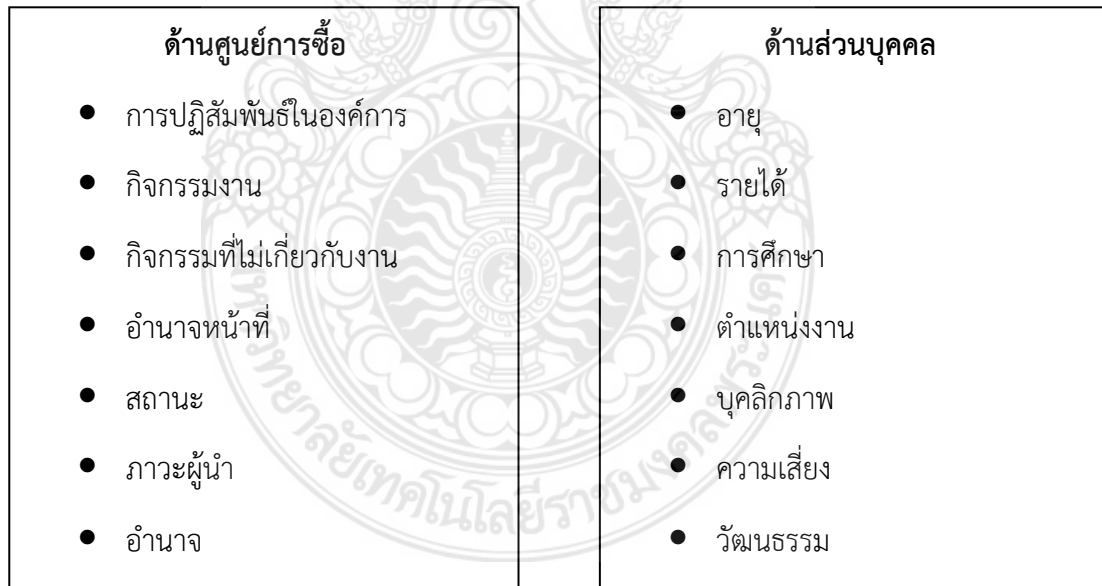 ด้านศูนย์การซื้อ
● การปฏิสัมพันธ์ในองค์การ
● กิจกรรมงาน
● กิจกรรมที่ไม่เกี่ยวกับงาน
● อำนาจหน้าที่
● สถานะ
● ภาวะผู้นำ
● อำนาจ
ด้านส่วนบุคคล
● อายุ
● รายได้
● การศึกษา
● ตำแหน่งงาน
● บุคลิกภาพ
● ความเสี่ยง
● วัฒนธรรม